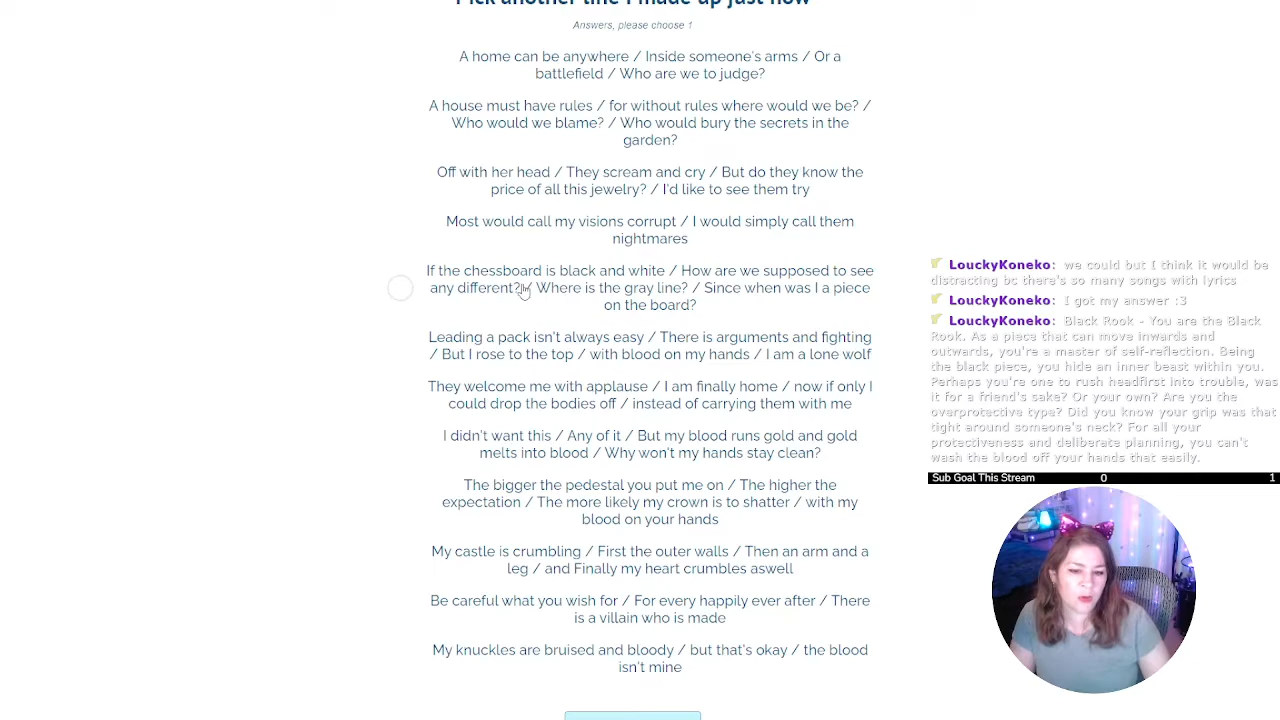 Pick another line I made up just now
Answers, please choose 1
A home can be anywhere / Inside someone's arms / Or a
battlefield / Who are we to judge?
A house must have rules / for without rules where would we be? /
Who would we blame? / Who would bury the secrets in the
garden?
Off with her head / They scream and cry / But do they know the
price of all this jewelry? / I'd like to see them try
Most would call my visions corrupt / I would simply call them
nightmares
If the chessboard is black and white / How are we supposed to see
any different? / Where is the gray line? / Since when was I a piece
on the board?
Leading a pack isn't always easy / There is arguments and fighting
/ But I rose to the top / with blood on my hands / I am a lone wolf
They welcome me with applause / I am finally home / now if only I
could drop the bodies off / instead of carrying them with me
I didn't want this / Any of it / But my blood runs gold and gold
melts into blood / Why won't my hands stay clean?
The bigger the pedestal you put me on / The higher the
expectation / The more likely my crown is to shatter / with my
blood on your hands
My castle is crumbling / First the outer walls / Then an arm and a
leg / and Finally my heart crumbles aswell
Be careful what you wish for / For every happily ever after / There
is a villain who is made
My knuckles are bruised and bloody / but that's okay / the blood
isn't mine
LouckyKoneko: we could but I think it would be
distracting bc there's so many songs with lyrics
LouckyKoneko: I got my answer :3
LouckyKoneko: Black Rook - You are the Black
Rook. As a piece that can move inwards and
outwards, you're a master of self-reflection. Being
the black piece, you hide an inner beast within you.
Perhaps you're one to rush headfirst into trouble, was
it for a friend's sake? Or your own? Are you the
overprotective type? Did you know your grip was that
tight around someone's neck? For all your
protectiveness and deliberate planning, you can't
wash the blood off your hands that easily.
Sub Goal This Stream 0 1